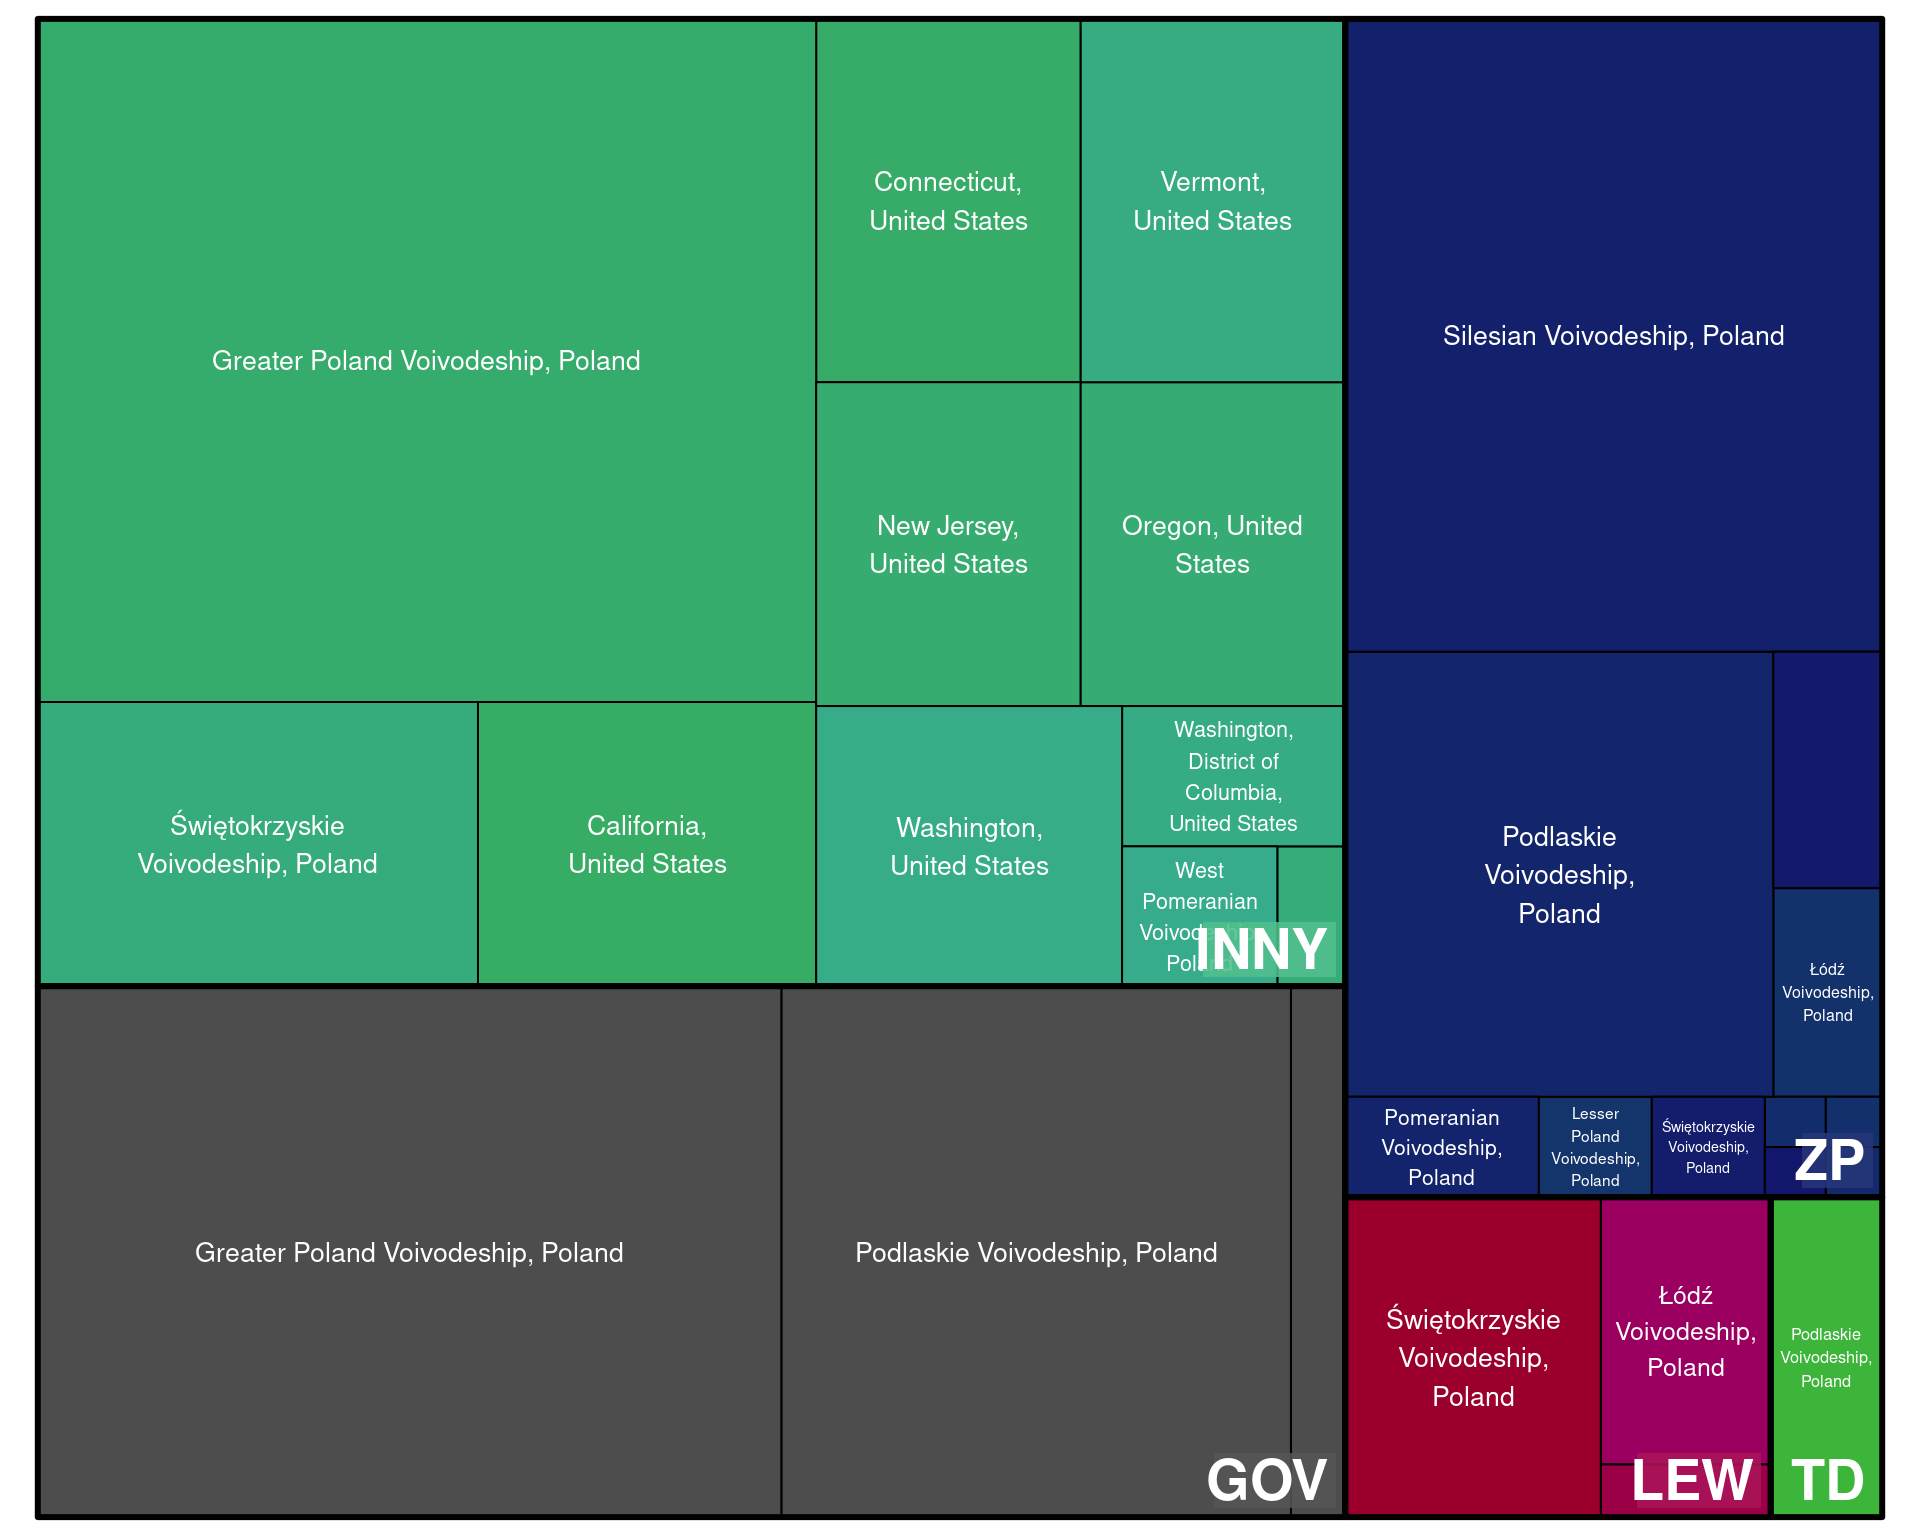 Greater Poland Voivodeship, Poland
Connecticut,
United States
Vermont,
United States
New Jersey,
United States
Oregon, United
States
Świętokrzyskie
Voivodeship, Poland
California,
United States
Washington,
United States
Washington,
District of
Columbia,
United States
West
Pomeranian
INNY
Greater Poland Voivodeship, Poland
Podlaskie Voivodeship, Poland
GOV
Silesian Voivodeship, Poland
Podlaskie
Voivodeship,
Poland
Łódź
Voivodeship,
Poland
Pomeranian
Voivodeship,
Poland
Lesser
Poland
Voivodeship,
Poland
Świętokrzyskie
Voivodeship,
Poland
ZP
Świętokrzyskie
Voivodeship,
Poland
Łódź
Voivodeship,
Poland
LEW
Podlaskie
Voivodeship,
Poland
TD